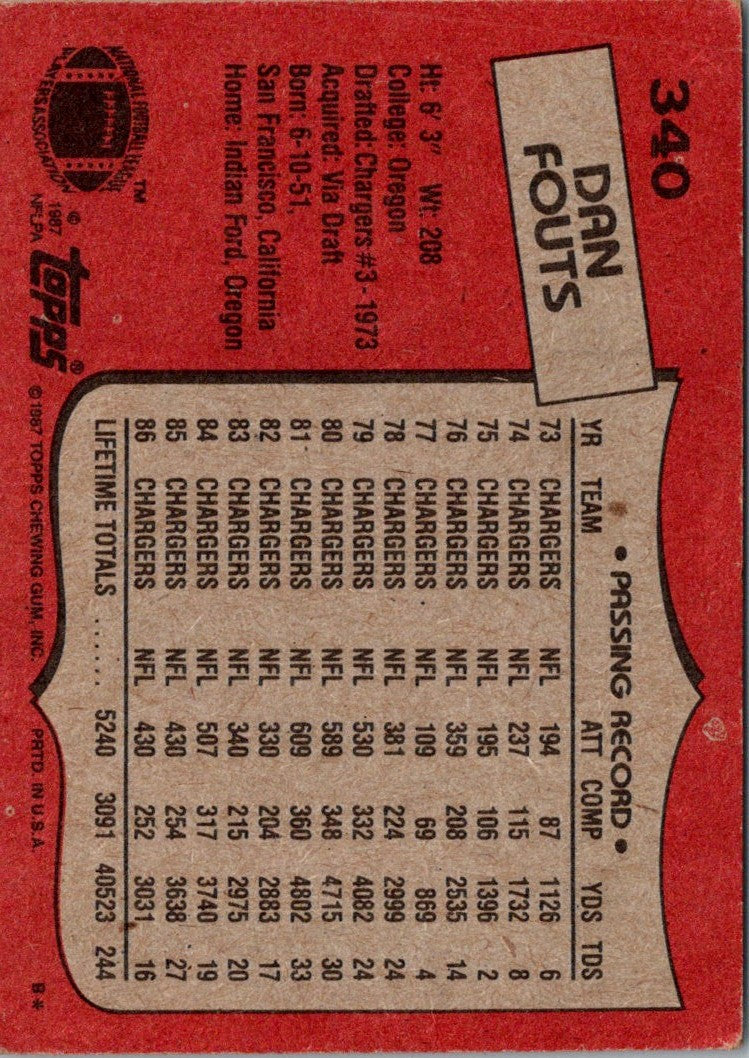 340
DAN
FOUTS
Ht: 6' 3" Wt: 208
College: Oregon
Drafted: Chargers #3 - 1973
Acquired: Via Draft
Born: 6-10-51,
San Francisco, California
Home: Indian Ford, Oregon
NATIONAL FOOTBALL LEAGUE
PLAYERS ASSOCIATION
TM
© 1987
NFLPA
topps®
© 1987 TOPPS CHEWING GUM, INC.
PRTD. IN U.S.A.
B*
• PASSING RECORD •
YR TEAM ATT COMP YDS TDS
73 CHARGERS NFL 194 87 1126 6
74 CHARGERS NFL 237 115 1732 8
75 CHARGERS NFL 195 106 1396 2
76 CHARGERS NFL 359 208 2535 14
77 CHARGERS NFL 109 69 869 4
78 CHARGERS NFL 381 224 2999 24
79 CHARGERS NFL 530 332 4082 24
80 CHARGERS NFL 589 348 4715 30
81 CHARGERS NFL 609 360 4802 33
82 CHARGERS NFL 330 204 2883 17
83 CHARGERS NFL 340 215 2975 20
84 CHARGERS NFL 507 317 3740 19
85 CHARGERS NFL 430 254 3638 27
86 CHARGERS NFL 430 252 3031 16
LIFETIME TOTALS ...... 5240 3091 40523 244